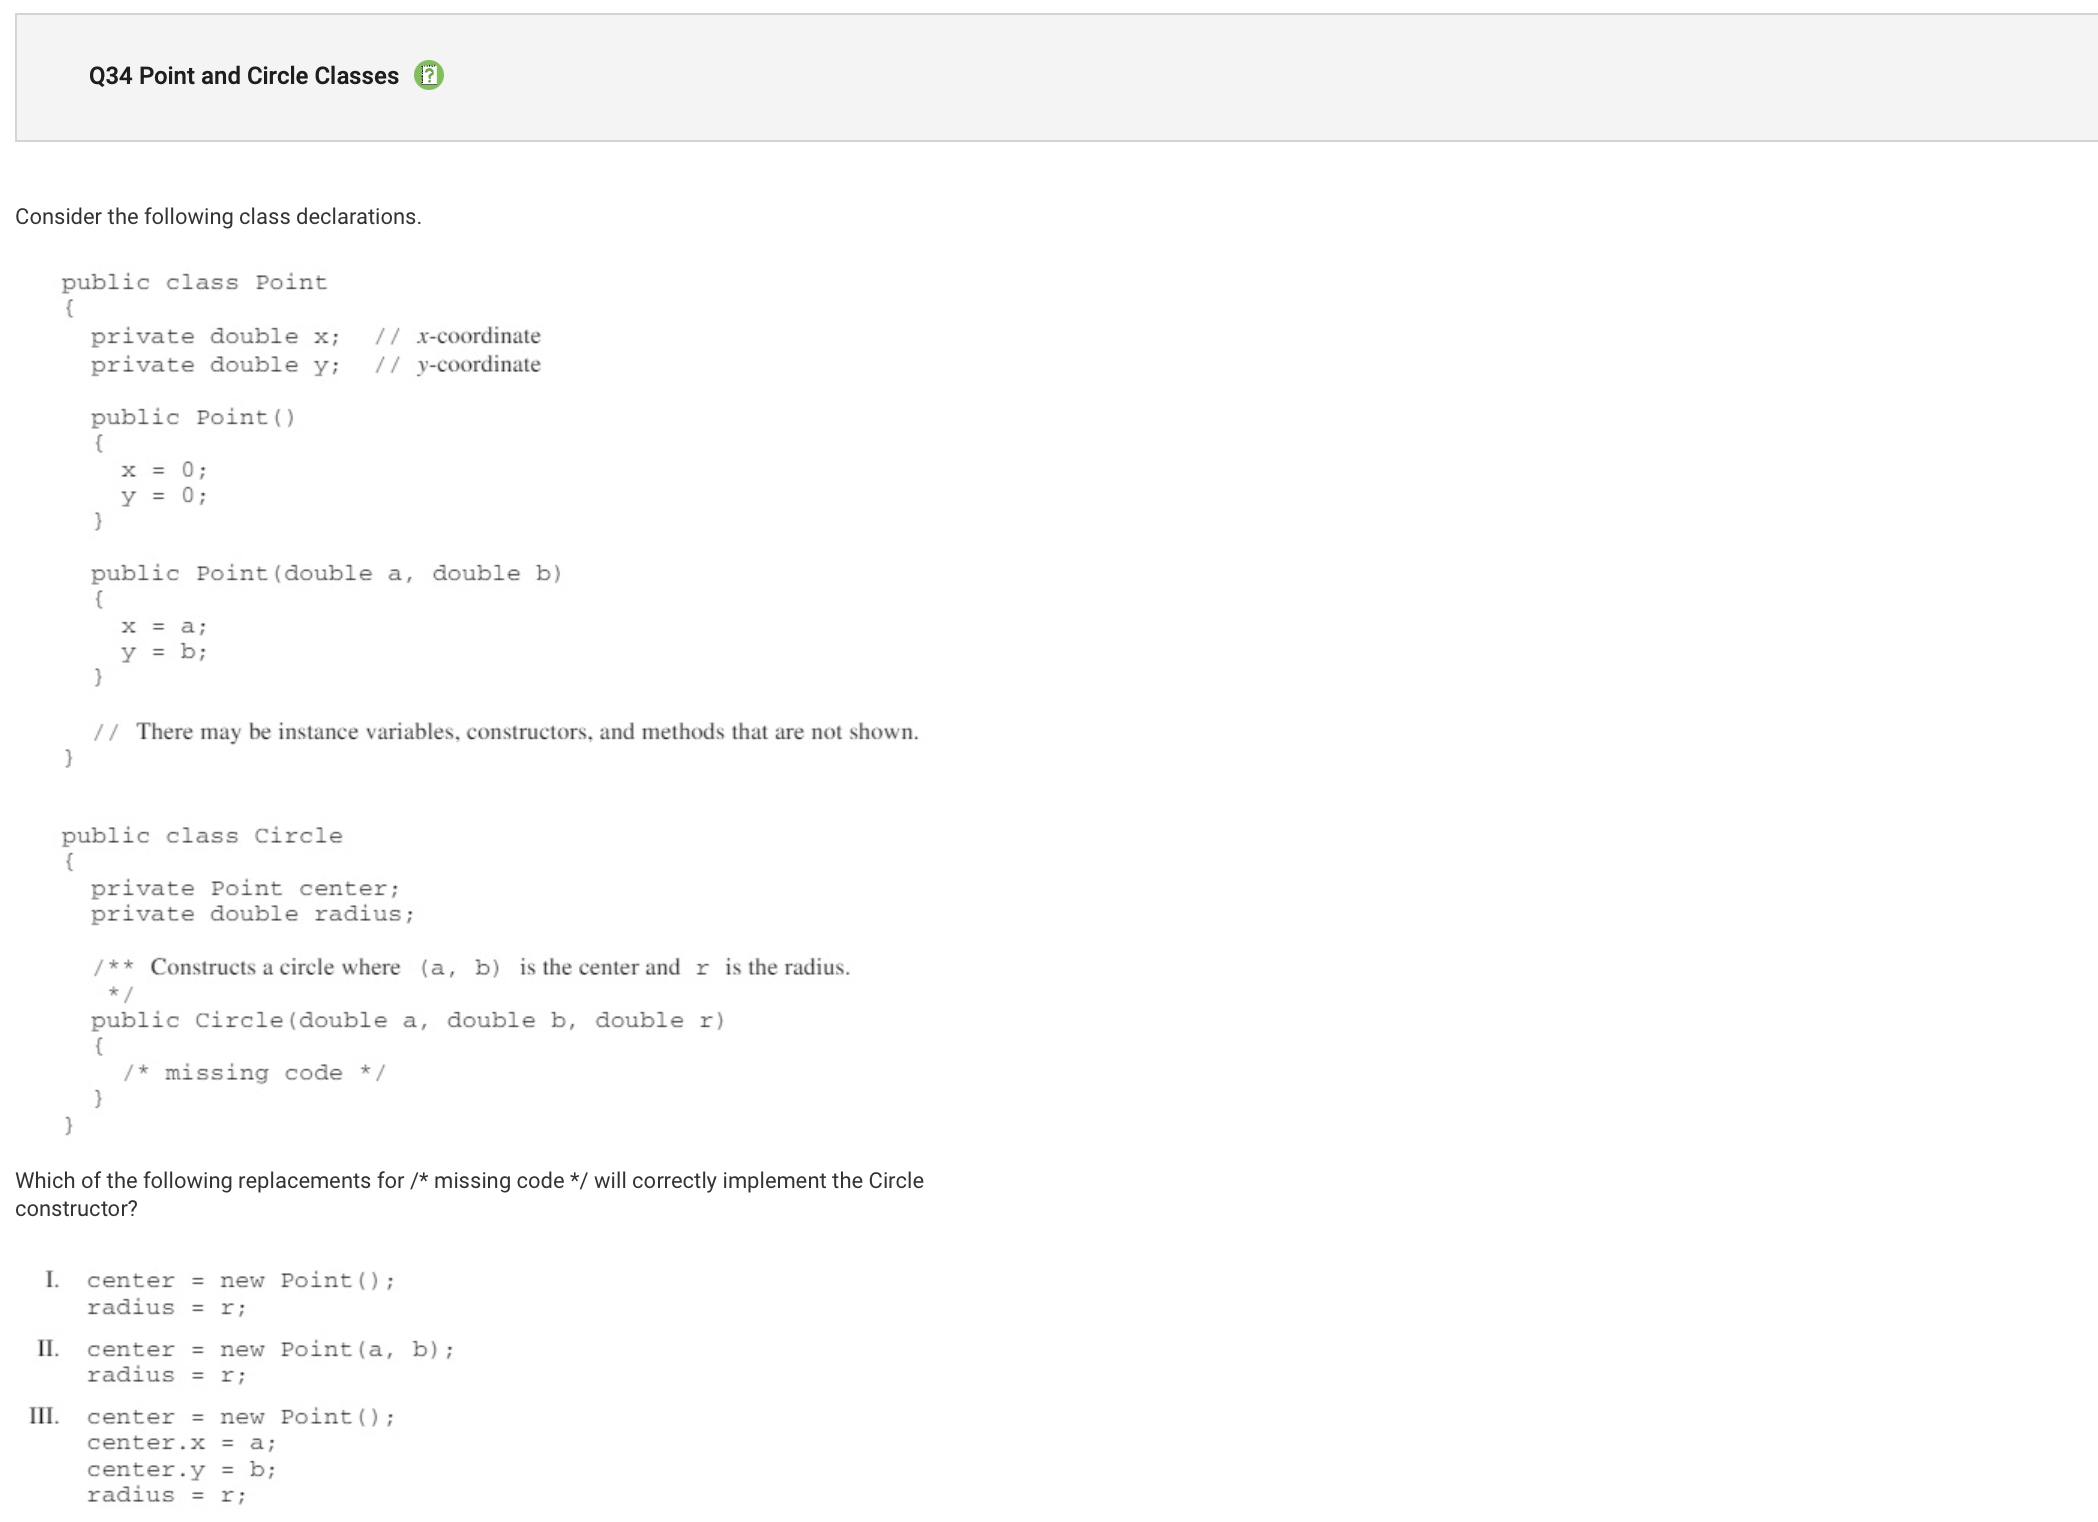 Q34 Point and Circle Classes
Consider the following class declarations.
public class Point
{
private double x; // x-coordinate
private double y; // y-coordinate
public Point()
{
x = 0;
y = 0;
}
public Point(double a, double b)
{
x = a;
y = b;
}
// There may be instance variables, constructors, and methods that are not shown.
}
public class Circle
{
private Point center;
private double radius;
/** Constructs a circle where (a, b) is the center and r is the radius.
*/
public Circle(double a, double b, double r)
{
/* missing code */
}
}
Which of the following replacements for /* missing code */ will correctly implement the Circle
constructor?
I. center = new Point();
radius = r;
II. center = new Point(a, b);
radius = r;
III. center = new Point();
center.x = a;
center.y = b;
radius = r;